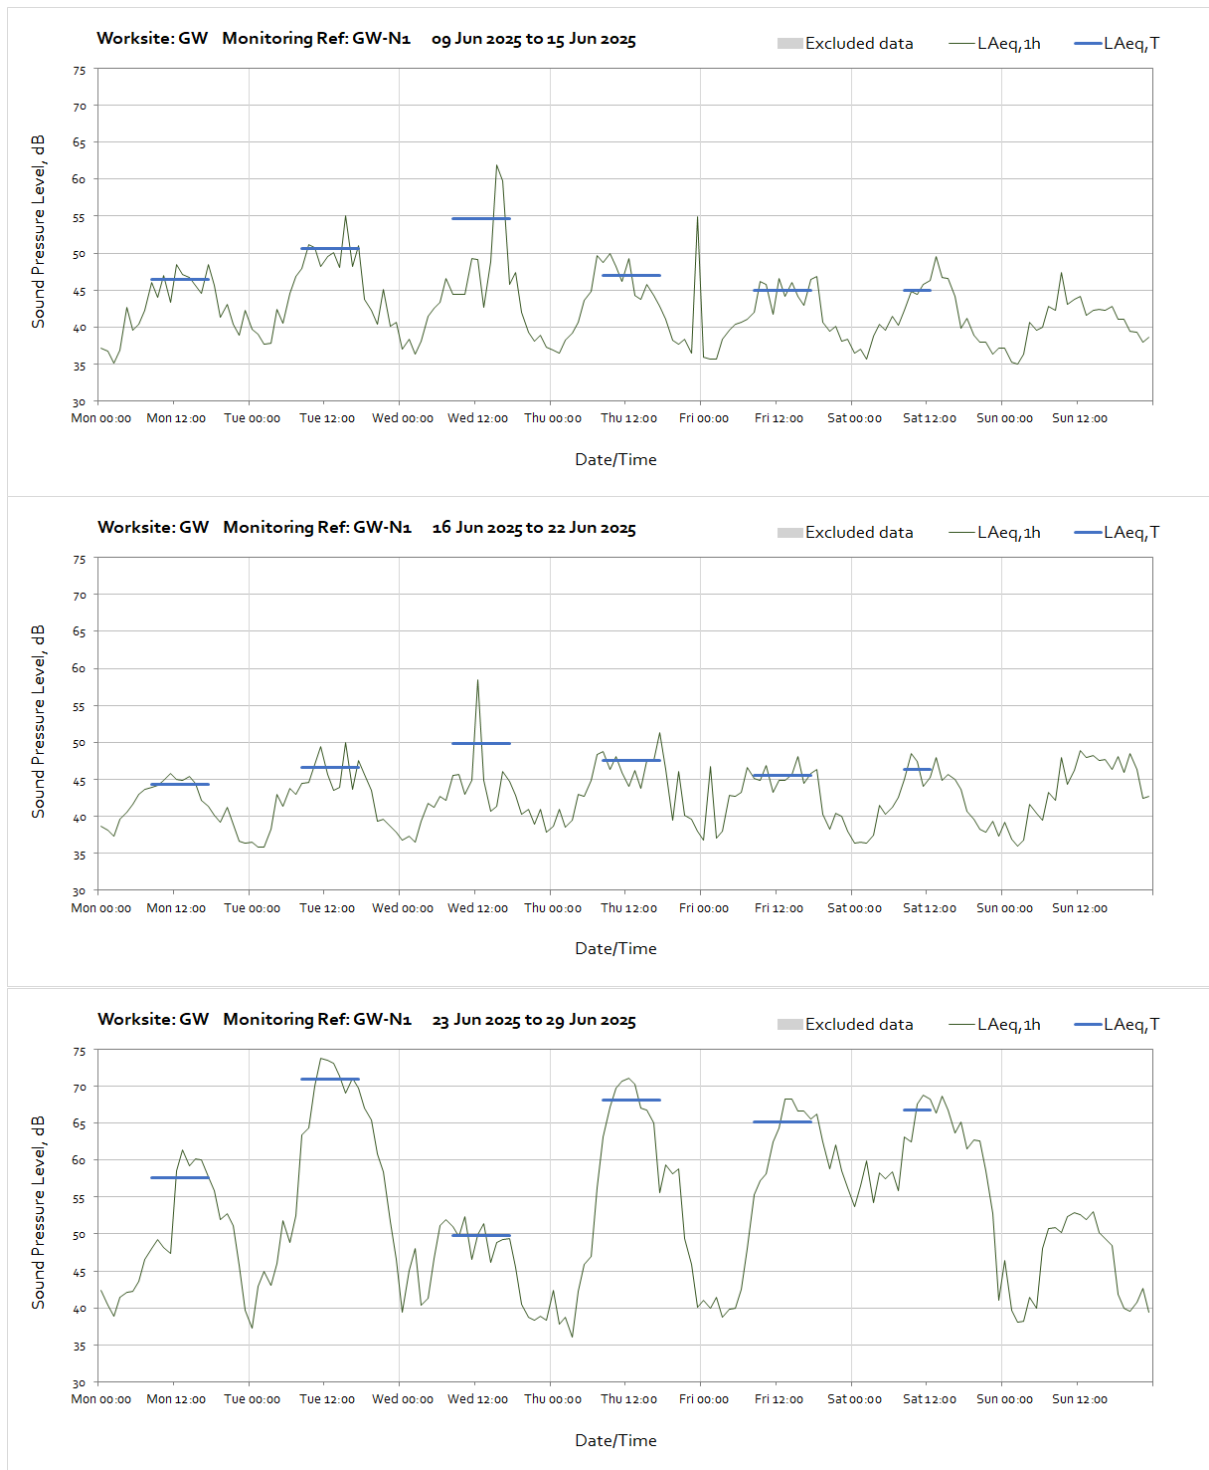 Worksite: GW Monitoring Ref: GW-N1 09 Jun 2025 to 15 Jun 2025
Excluded data LAeq,1h LAeq,T
Sound Pressure Level, dB
75
70
65
60
55
50
45
40
35
30
Mon 00:00 Mon 12:00 Tue 00:00 Tue 12:00 Wed 00:00 Wed 12:00 Thu 00:00 Thu 12:00 Fri 00:00 Fri 12:00 Sat 00:00 Sat 12:00 Sun 00:00 Sun 12:00
Date/Time
Worksite: GW Monitoring Ref: GW-N1 16 Jun 2025 to 22 Jun 2025
Excluded data LAeq,1h LAeq,T
Sound Pressure Level, dB
75
70
65
60
55
50
45
40
35
30
Mon 00:00 Mon 12:00 Tue 00:00 Tue 12:00 Wed 00:00 Wed 12:00 Thu 00:00 Thu 12:00 Fri 00:00 Fri 12:00 Sat 00:00 Sat 12:00 Sun 00:00 Sun 12:00
Date/Time
Worksite: GW Monitoring Ref: GW-N1 23 Jun 2025 to 29 Jun 2025
Excluded data LAeq,1h LAeq,T
Sound Pressure Level, dB
75
70
65
60
55
50
45
40
35
30
Mon 00:00 Mon 12:00 Tue 00:00 Tue 12:00 Wed 00:00 Wed 12:00 Thu 00:00 Thu 12:00 Fri 00:00 Fri 12:00 Sat 00:00 Sat 12:00 Sun 00:00 Sun 12:00
Date/Time